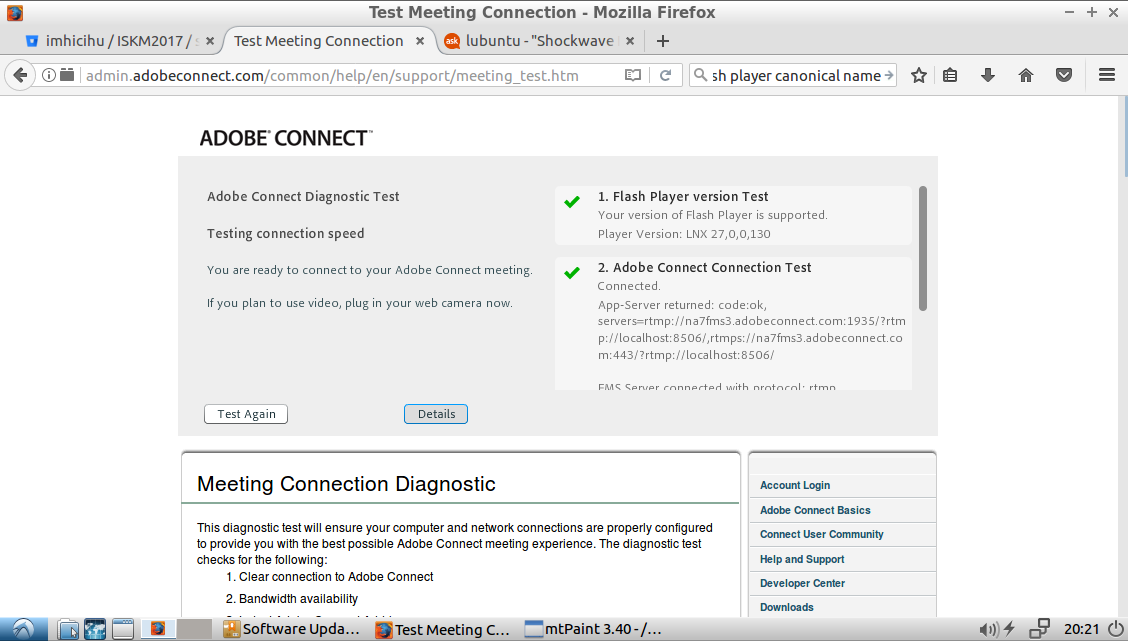 Test Meeting Connection - Mozilla Firefox
imhicihu / ISKM2017 /
Test Meeting Connection
ask
lubuntu - "Shockwave
admin.adobeconnect.com/common/help/en/support/meeting_test.htm
sh player canonical name
ADOBE® CONNECT™
Adobe Connect Diagnostic Test
Testing connection speed
You are ready to connect to your Adobe Connect meeting.
If you plan to use video, plug in your web camera now.
1. Flash Player version Test
Your version of Flash Player is supported.
Player Version: LNX 27,0,0,130
2. Adobe Connect Connection Test
Connected.
App-Server returned: code:ok,
servers=rtmp://na7fms3.adobeconnect.com:1935/?rtm
p://localhost:8506/,rtmps://na7fms3.adobeconnect.co
m:443/?rtmp://localhost:8506/
FMS Server connected with protocol: rtmp
Test Again
Details
Meeting Connection Diagnostic
This diagnostic test will ensure your computer and network connections are properly configured
to provide you with the best possible Adobe Connect meeting experience. The diagnostic test
checks for the following:
1. Clear connection to Adobe Connect
2. Bandwidth availability
Account Login
Adobe Connect Basics
Connect User Community
Help and Support
Developer Center
Downloads
Software Upda...
Test Meeting C...
mtPaint 3.40 - /...
20:21